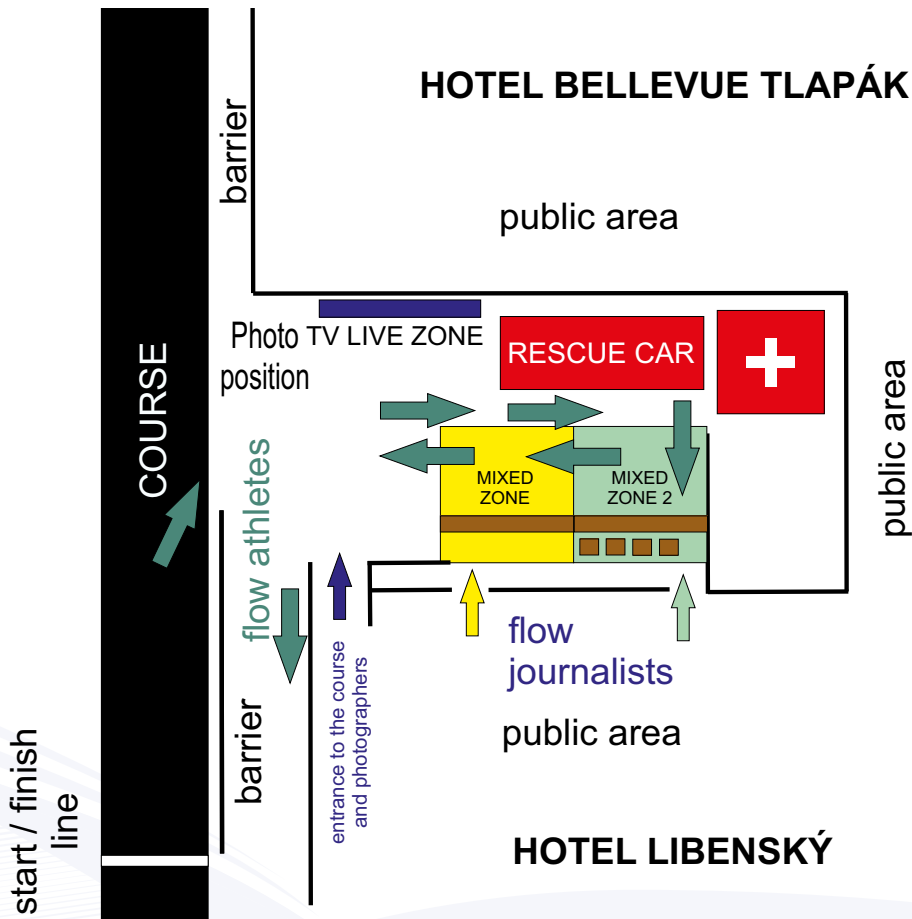 HOTEL BELLEVUE TLAPÁK
barrier
public area
Photo
position
TV LIVE ZONE
RESCUE CAR
COURSE
public area
MIXED
ZONE
MIXED
ZONE 2
flow athletes
flow
journalists
entrance to the course
and photographers
barrier
public area
start / finish
line
HOTEL LIBENSKÝ